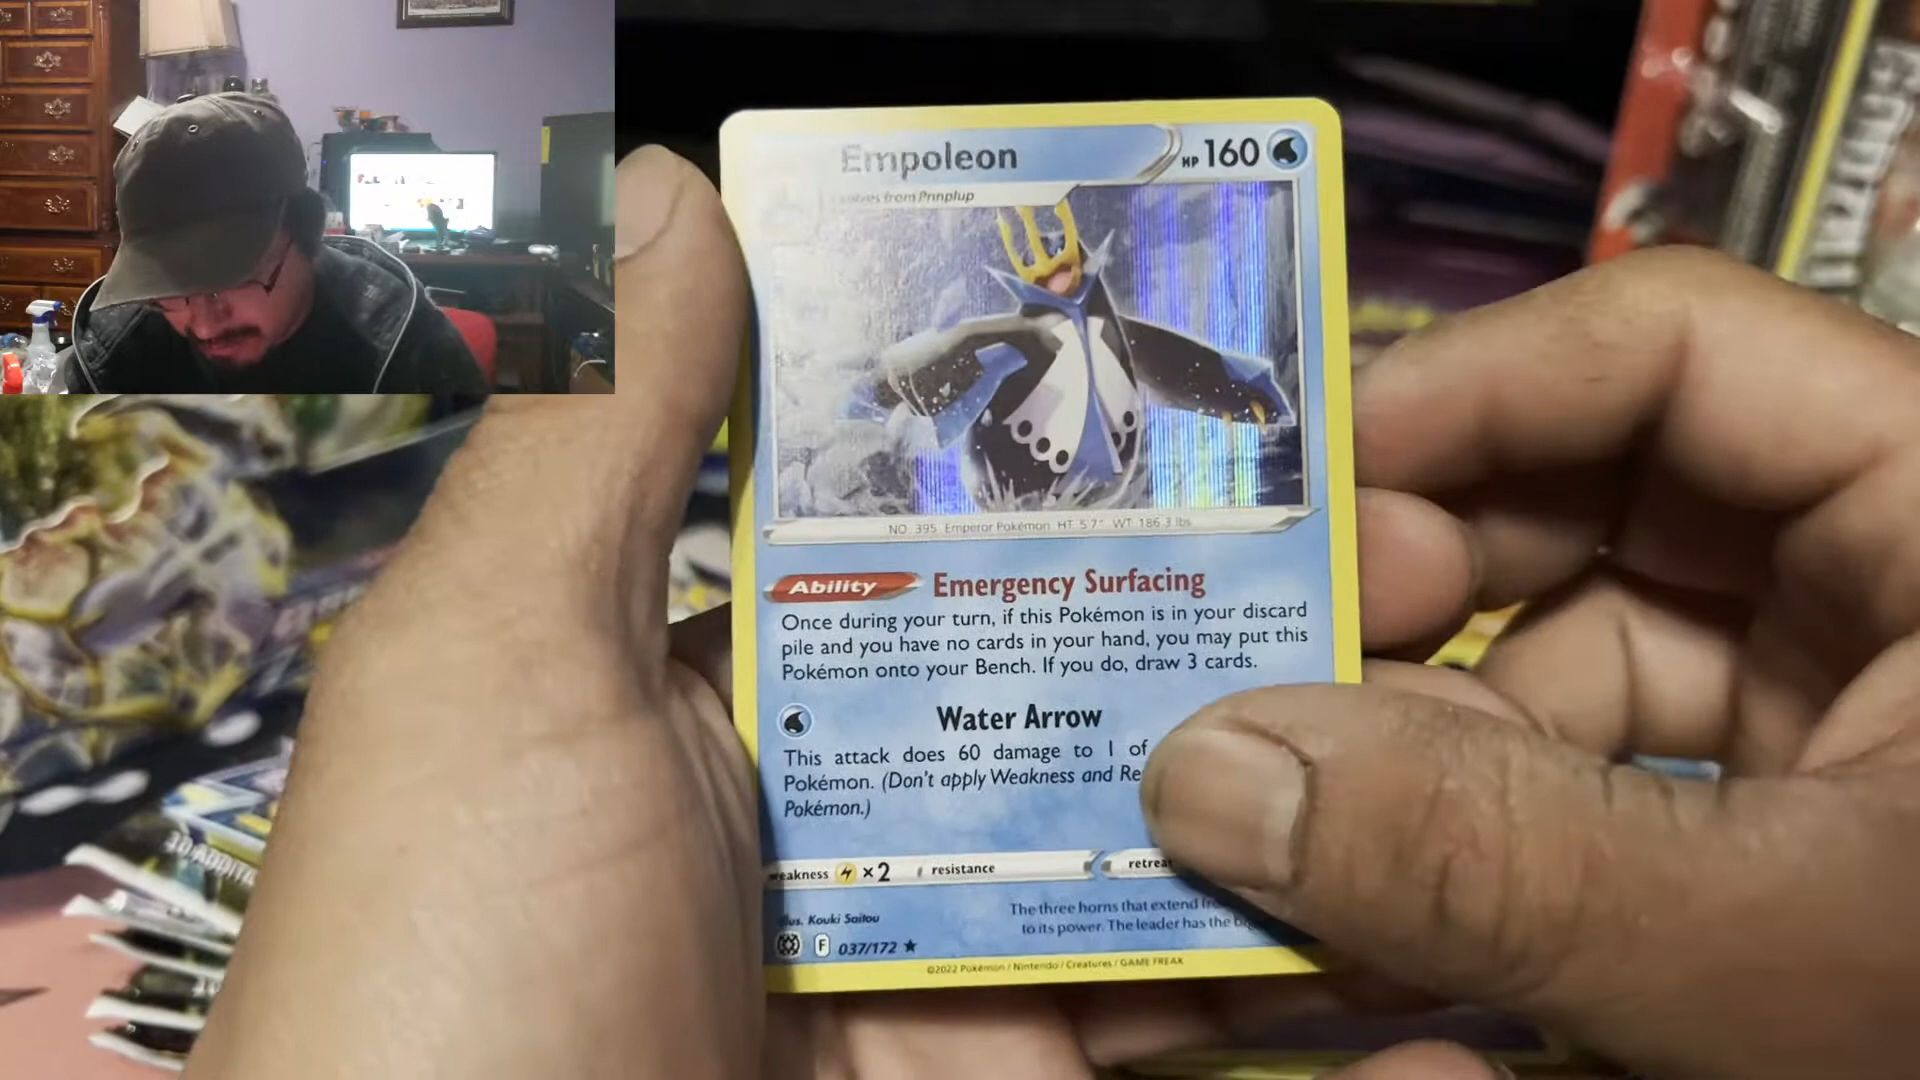 Empoleon HP 160
from Prinplup
NO. 395 Emperor Pokémon HT 5'7" WT 186.3 lbs
Ability Emergency Surfacing
Once during your turn, if this Pokémon is in your discard
pile and you have no cards in your hand, you may put this
Pokémon onto your Bench. If you do, draw 3 cards.
Water Arrow
This attack does 60 damage to 1 of
Pokémon. (Don't apply Weakness and Re
Pokémon.)
weakness ×2 resistance retreat
Illus. Kouki Saitou
The three horns that extend
to its power. The leader has the
F 037/172
©2022 Pokémon / Nintendo / Creatures / GAME FREAK
10 ADDITI